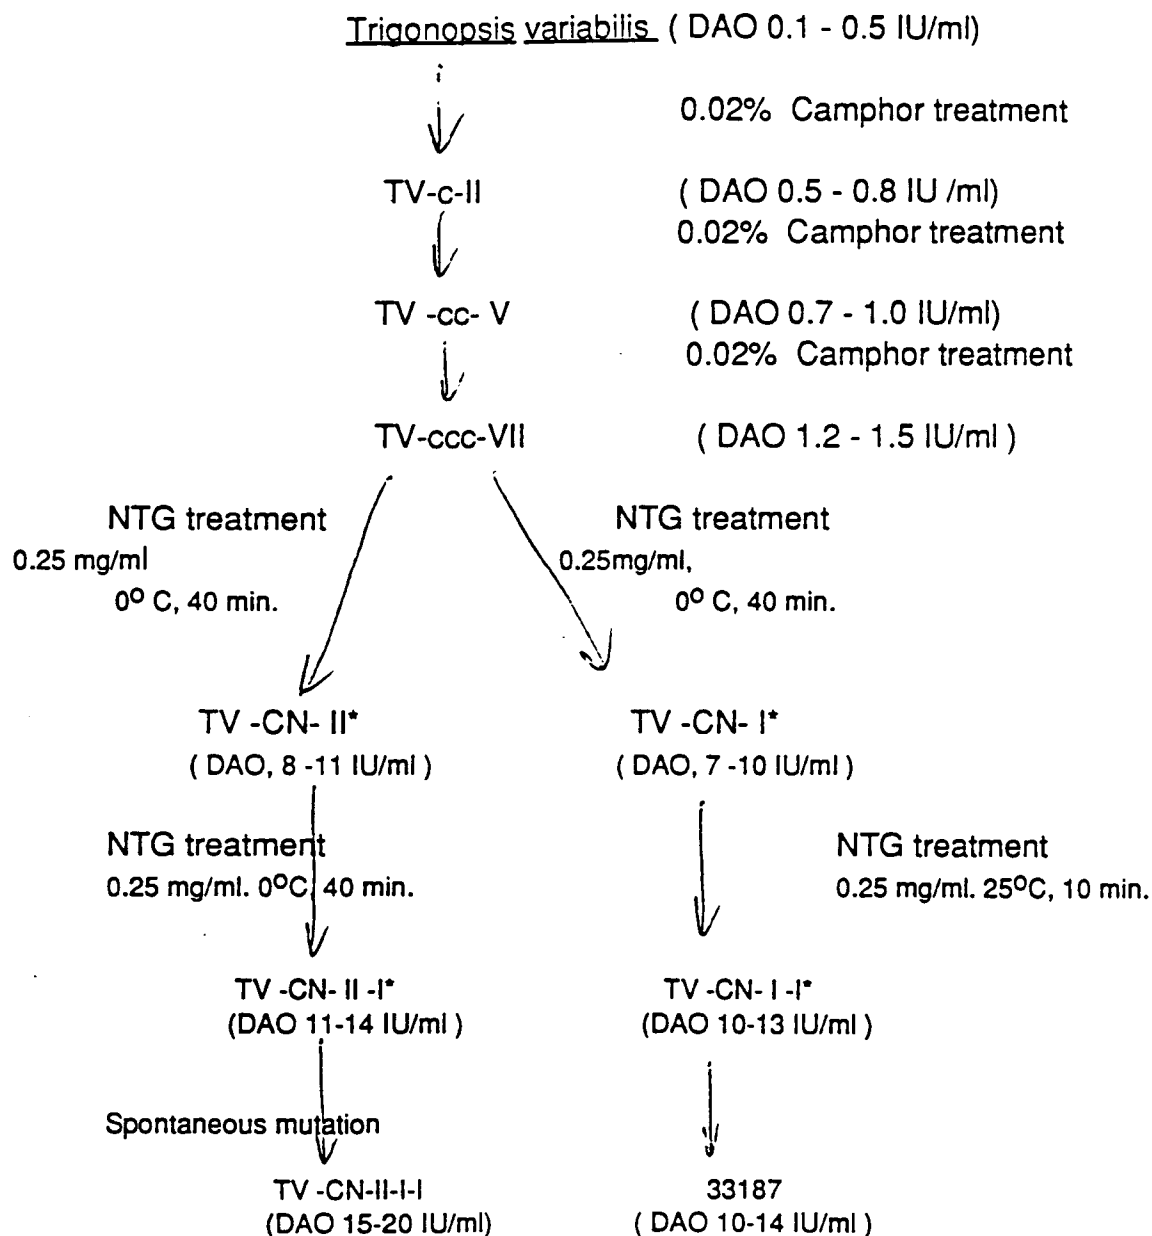 Trigonopsis variabilis ( DAO 0.1 - 0.5 IU/ml)
0.02% Camphor treatment
TV-c-II ( DAO 0.5 - 0.8 IU /ml)
0.02% Camphor treatment
TV -cc- V ( DAO 0.7 - 1.0 IU/ml)
0.02% Camphor treatment
TV-ccc-VII ( DAO 1.2 - 1.5 IU/ml )
NTG treatment NTG treatment
0.25 mg/ml 0.25mg/ml,
0º C, 40 min. 0º C, 40 min.
TV -CN- II* TV -CN- I*
( DAO, 8 -11 IU/ml ) ( DAO, 7 -10 IU/ml )
NTG treatment NTG treatment
0.25 mg/ml. 0ºC, 40 min. 0.25 mg/ml. 25ºC, 10 min.
TV -CN- II -I* TV -CN- I -I*
(DAO 11-14 IU/ml ) (DAO 10-13 IU/ml )
Spontaneous mutation
TV -CN-II-I-I 33187
(DAO 15-20 IU/ml) ( DAO 10-14 IU/ml )